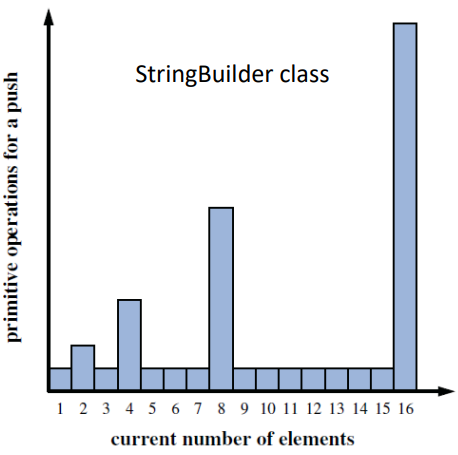 StringBuilder class
primitive operations for a push
1 2 3 4 5 6 7 8 9 10 11 12 13 14 15 16
current number of elements